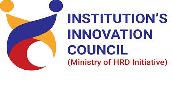 INSTITUTION'S
INNOVATION
COUNCIL
(Ministry of HRD Initiative)